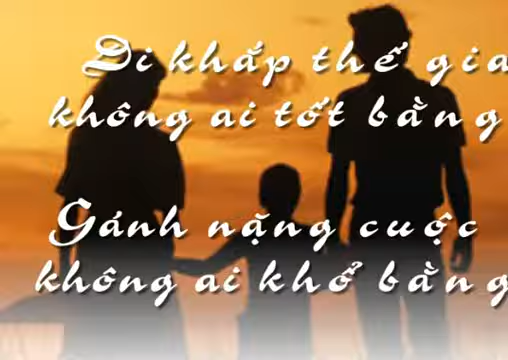 Đi khắp thế gia
không ai tốt bằng
Gánh nặng cuộc
không ai khổ bằng